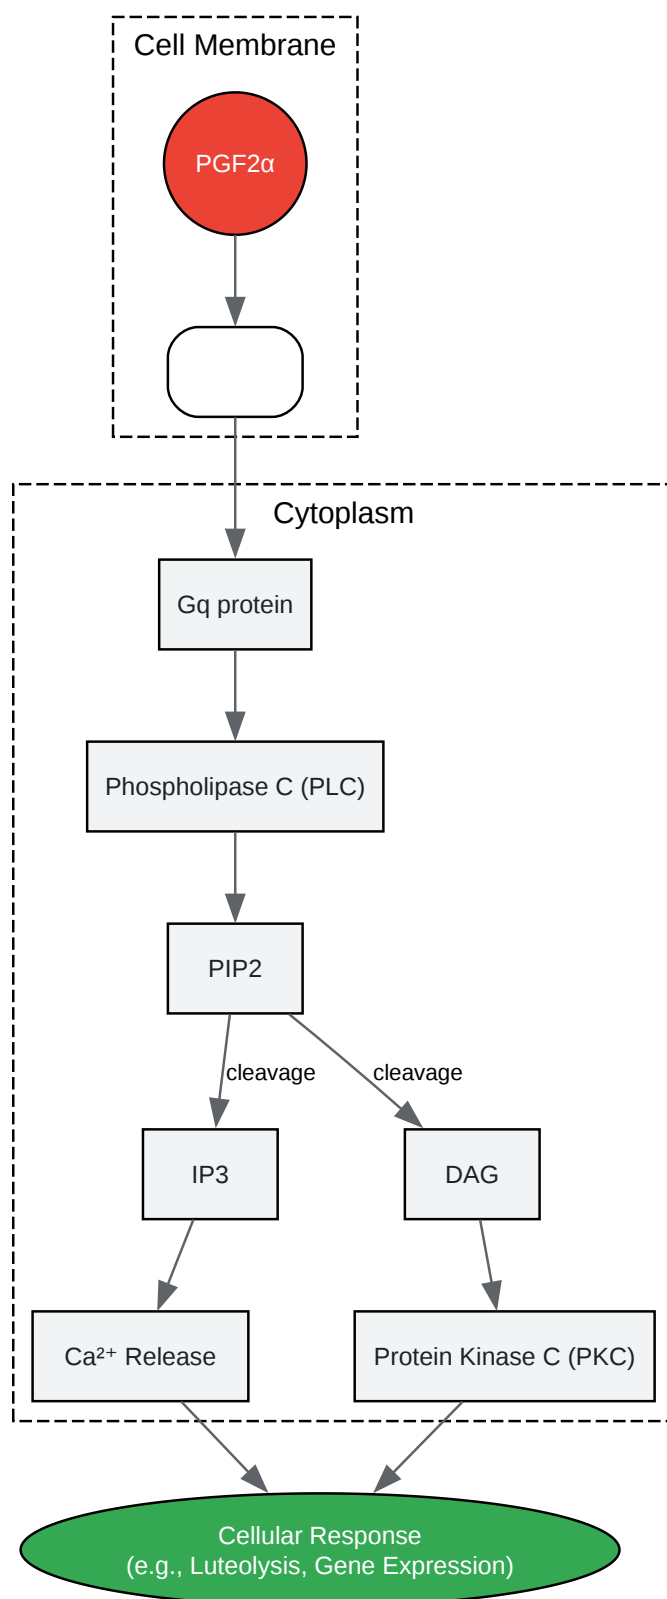 Cell Membrane
PGF2α
Cytoplasm
Gq protein
Phospholipase C (PLC)
PIP2
cleavage
cleavage
IP3
DAG
Ca²⁺ Release
Protein Kinase C (PKC)
Cellular Response
(e.g., Luteolysis, Gene Expression)